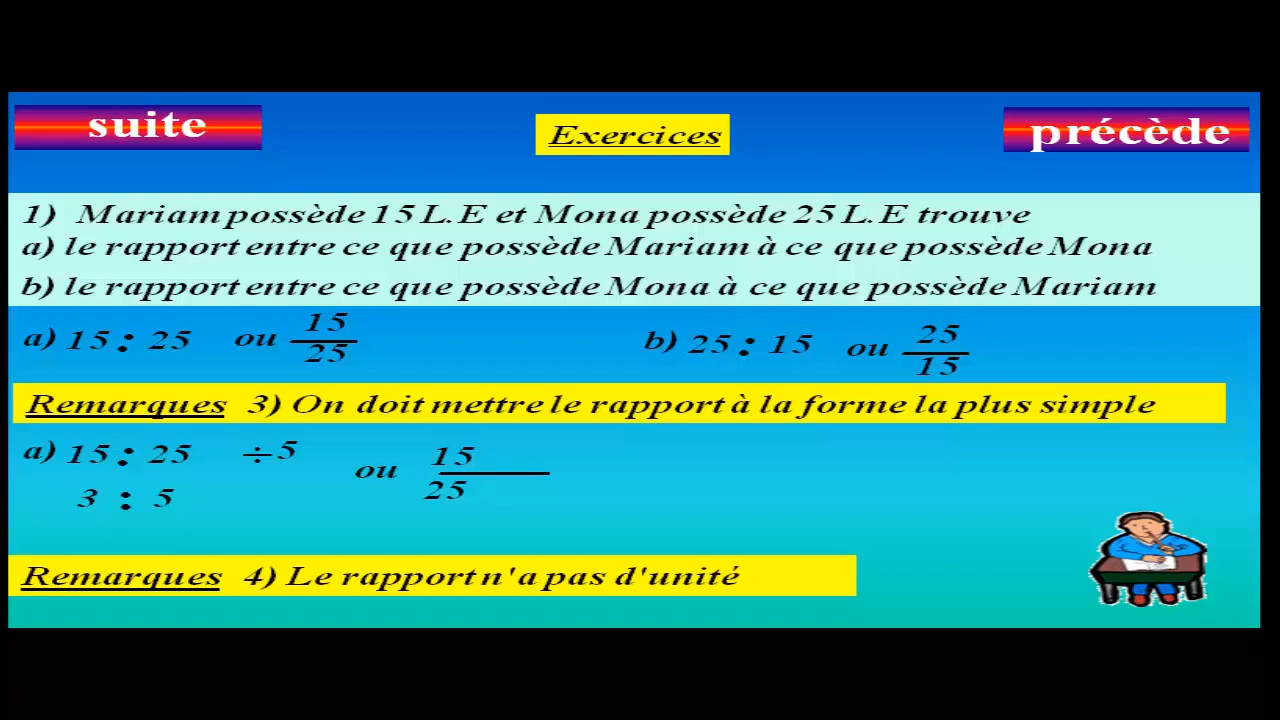 suite
Exercices
précède
1) Mariam possède 15 L.E et Mona possède 25 L.E trouve
a) le rapport entre ce que possède Mariam à ce que possède Mona
b) le rapport entre ce que possède Mona à ce que possède Mariam
a) 15 : 25 ou 15/25
b) 25 : 15 ou 25/15
Remarques 3) On doit mettre le rapport à la forme la plus simple
a) 15 : 25 ÷5 ou 15/25
3 : 5
Remarques 4) Le rapport n'a pas d'unité